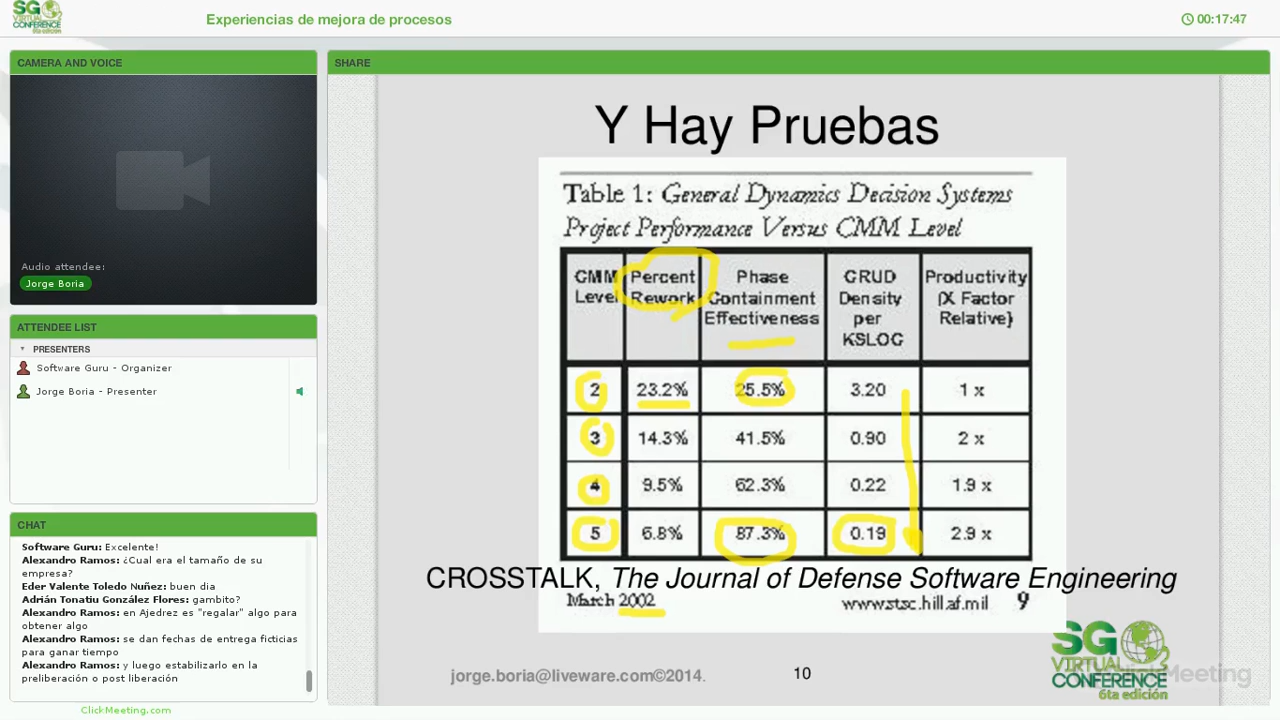 SG
VIRTUAL
CONFERENCE
6ta edición
Experiencias de mejora de procesos
00:17:47
CAMERA AND VOICE
Audio attendee:
Jorge Boria
ATTENDEE LIST
PRESENTERS
Software Guru - Organizer
Jorge Boria - Presenter
CHAT
Software Guru: Excelente!
Alexandro Ramos: ¿Cual era el tamaño de su
empresa?
Eder Valente Toledo Nuñez: buen dia
Adrián Tonatiu González Flores: gambito?
Alexandro Ramos: en Ajedrez es "regalar" algo para
obtener algo
Alexandro Ramos: se dan fechas de entrega ficticias
para ganar tiempo
Alexandro Ramos: y luego estabilizarlo en la
preliberación o post liberación
ClickMeeting.com
SHARE
Y Hay Pruebas
Table 1: General Dynamics Decision Systems
Project Performance Versus CMM Level
CMM Level Percent Rework Phase Containment Effectiveness CRUD Density per KSLOC Productivity (X Factor Relative)
2 23.2% 25.5% 3.20 1 x
3 14.3% 41.5% 0.90 2 x
4 9.5% 62.3% 0.22 1.9 x
5 6.8% 87.3% 0.19 2.9 x
CROSSTALK, The Journal of Defense Software Engineering
March 2002 www.stsc.hill.af.mil 9
jorge.boria@liveware.com©2014.
10
SG
VIRTUAL
CONFERENCE
6ta edición
ClickMeeting